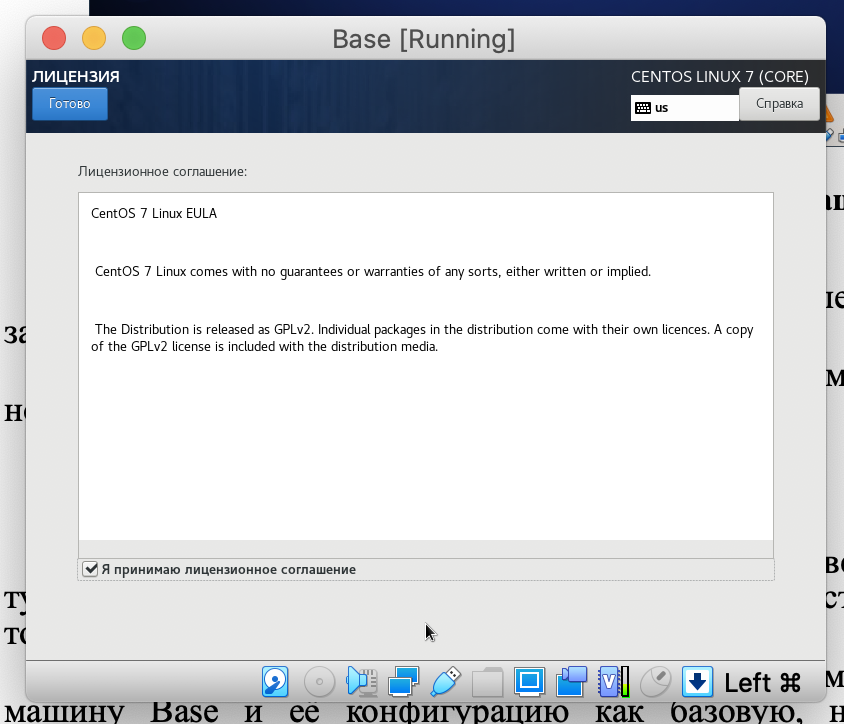 Base [Running]
ЛИЦЕНЗИЯ
CENTOS LINUX 7 (CORE)
Готово
us
Справка
Лицензионное соглашение:
CentOS 7 Linux EULA
CentOS 7 Linux comes with no guarantees or warranties of any sorts, either written or implied.
The Distribution is released as GPLv2. Individual packages in the distribution come with their own licences. A copy
of the GPLv2 license is included with the distribution media.
Я принимаю лицензионное соглашение
Left ⌘
машину Base и её конфигурацию как базовую,